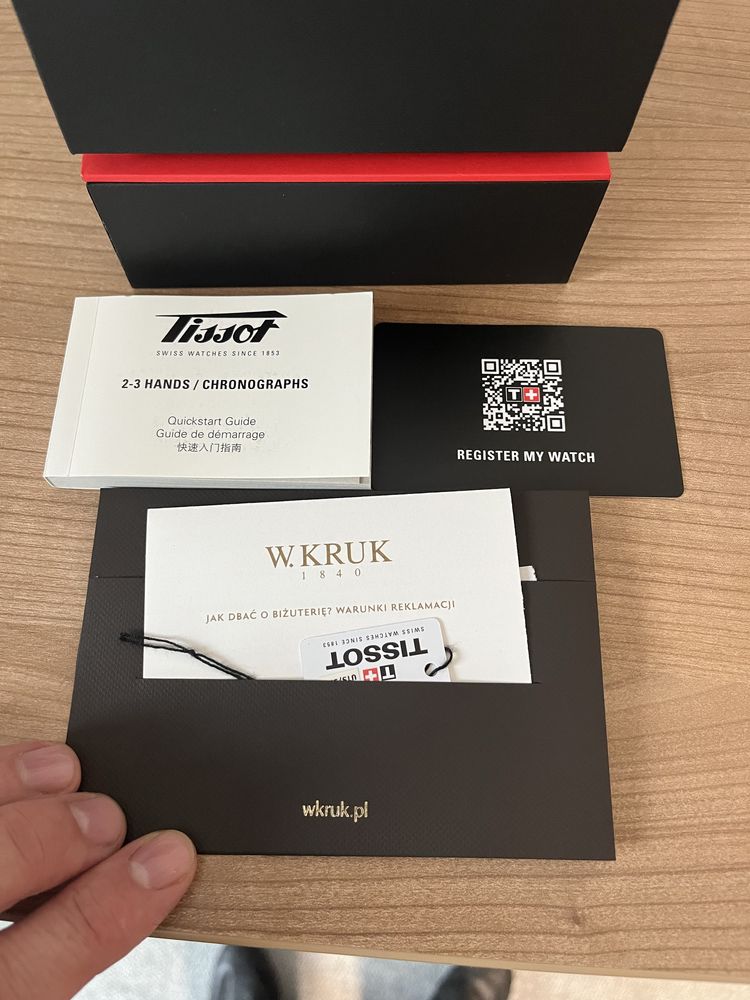 Tissot
SWISS WATCHES SINCE 1853
2-3 HANDS / CHRONOGRAPHS
Quickstart Guide
Guide de démarrage
快速入门指南
T
REGISTER MY WATCH
W.KRUK
1840
JAK DBAĆ O BIŻUTERIĘ? WARUNKI REKLAMACJI
SWISS WATCHES SINCE 1853
TISSOT
T
wkruk.pl